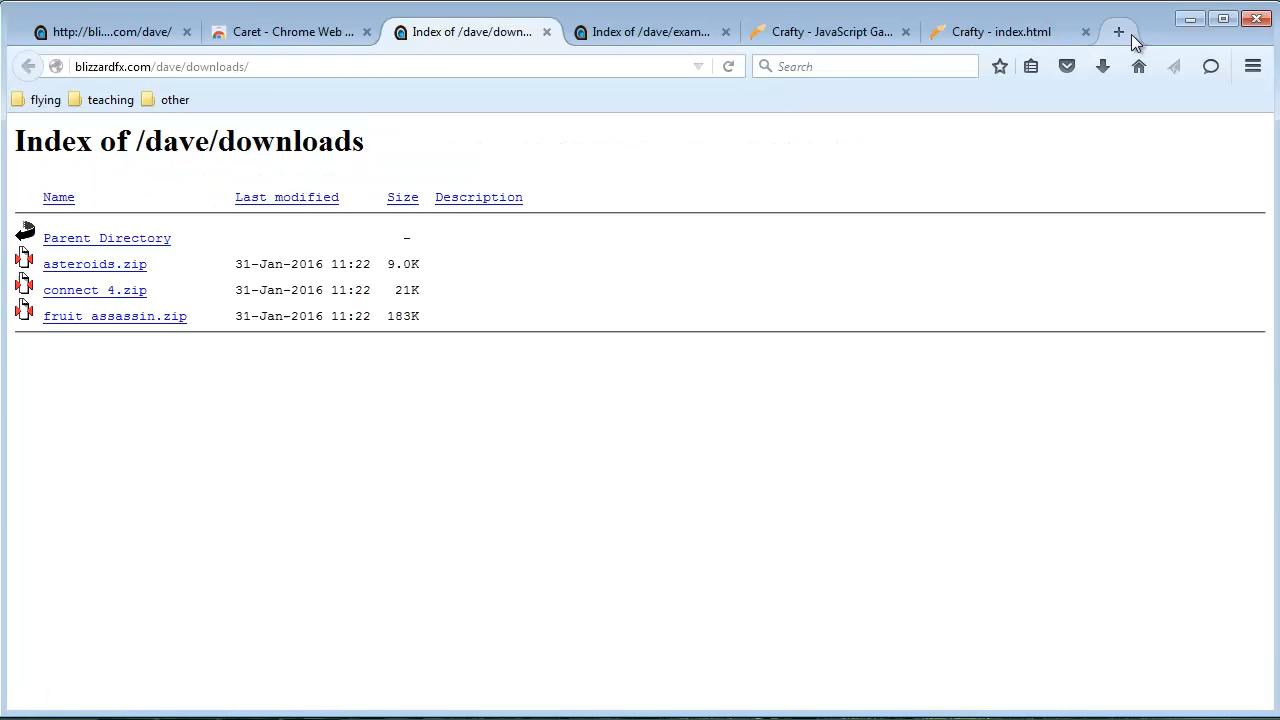 http://bli....com/dave/ Caret - Chrome Web ... Index of /dave/down... Index of /dave/exam... Crafty - JavaScript Ga... Crafty - index.html
blizzardfx.com/dave/downloads/ Search
flying teaching other
Index of /dave/downloads
Name Last modified Size Description
Parent Directory -
asteroids.zip 31-Jan-2016 11:22 9.0K
connect 4.zip 31-Jan-2016 11:22 21K
fruit assassin.zip 31-Jan-2016 11:22 183K